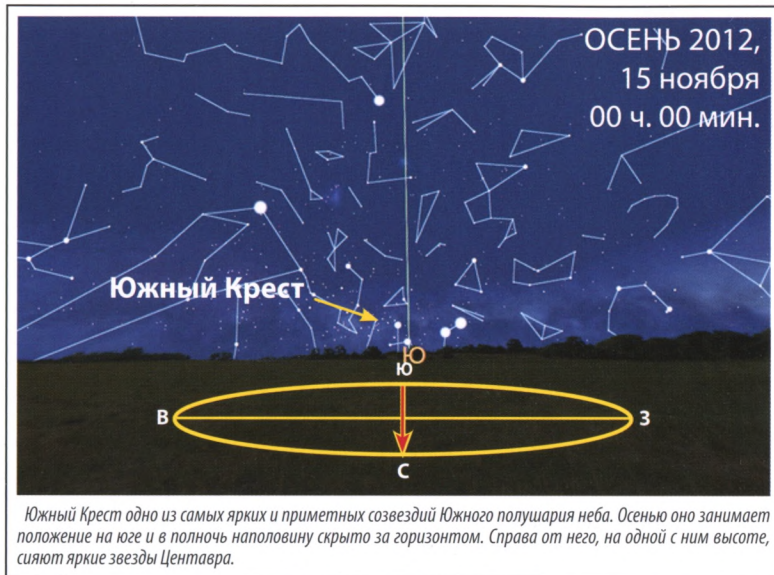 ОСЕНЬ 2012,
15 ноября
00 ч. 00 мин.
Южный Крест
Ю
Ю
В
З
С
Южный Крест одно из самых ярких и приметных созвездий Южного полушария неба. Осенью оно занимает
положение на юге и в полночь наполовину скрыто за горизонтом. Справа от него, на одной с ним высоте,
сияют яркие звезды Центавра.